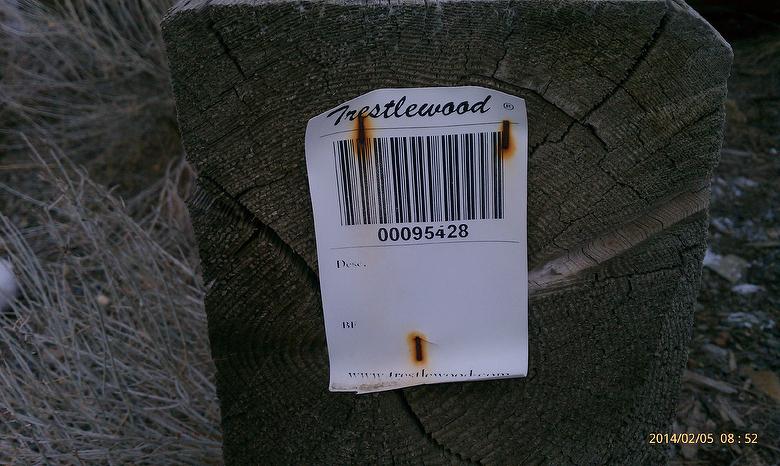 Trestlewood ®
00095428
Desc.
BF
www.trestlewood.com
2014/02/05 08:52